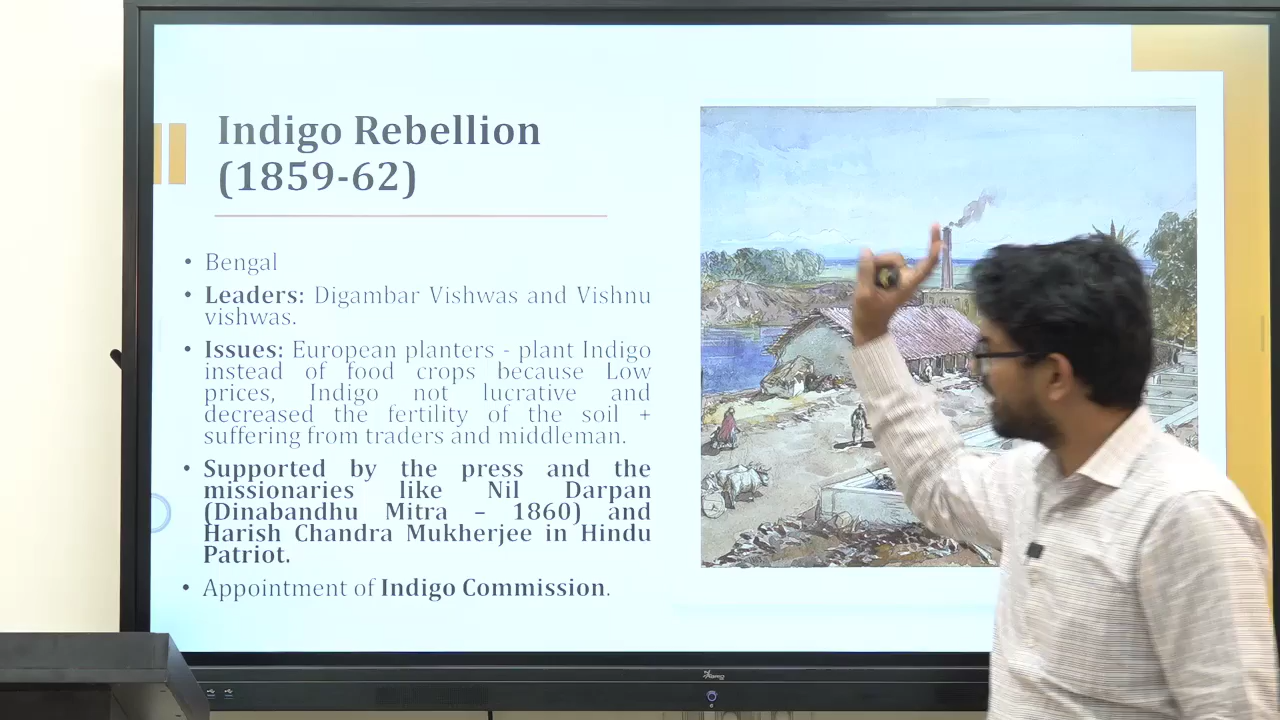 Indigo Rebellion
(1859-62)
• Bengal
• Leaders: Digambar Vishwas and Vishnu
vishwas.
• Issues: European planters - plant Indigo
instead of food crops because Low
prices, Indigo not lucrative and
decreased the fertility of the soil +
suffering from traders and middleman.
• Supported by the press and the
missionaries like Nil Darpan
(Dinabandhu Mitra – 1860) and
Harish Chandra Mukherjee in Hindu
Patriot.
• Appointment of Indigo Commission.